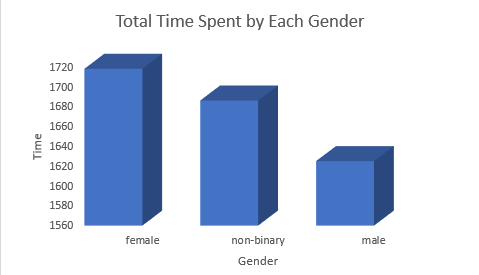 Total Time Spent by Each Gender
1720
1700
1680
1660
1640
1620
1600
1580
1560
Time
female non-binary male
Gender